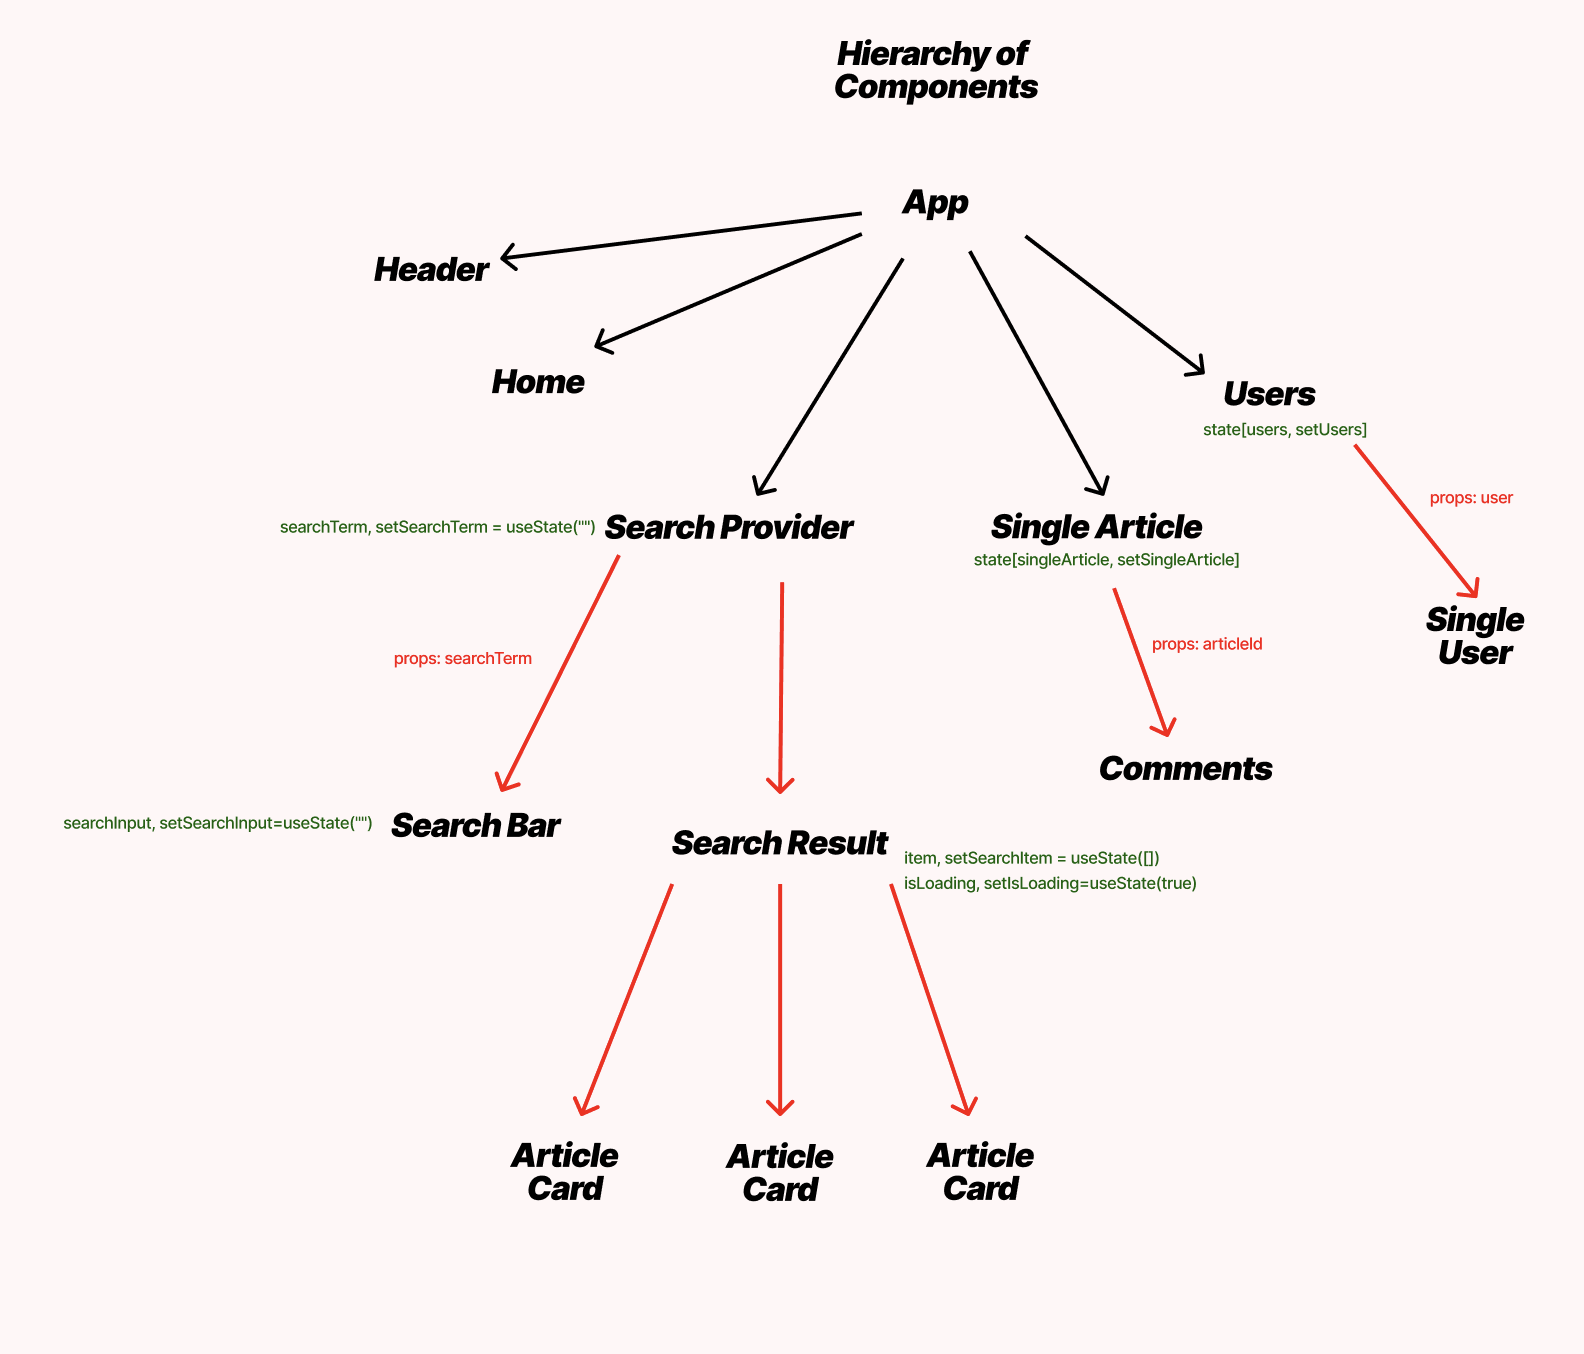 Hierarchy of
Components
App
Header
Home
Users
state[users, setUsers]
props: user
searchTerm, setSearchTerm = useState("")
Search Provider
Single Article
state[singleArticle, setSingleArticle]
Single
User
props: searchTerm
props: articleId
Comments
searchInput, setSearchInput=useState("")
Search Bar
Search Result
item, setSearchItem = useState([])
isLoading, setIsLoading=useState(true)
Article
Card
Article
Card
Article
Card